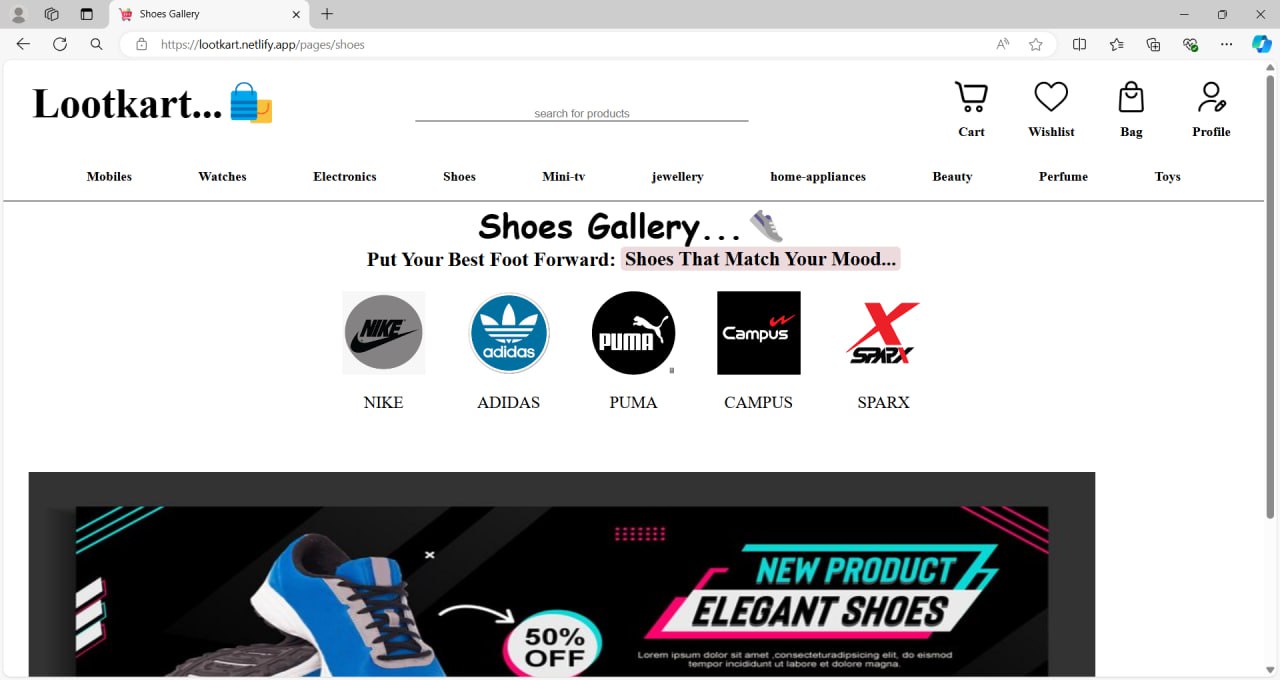 Shoes Gallery
https://lootkart.netlify.app/pages/shoes
Lootkart...
search for products
Cart Wishlist Bag Profile
Mobiles Watches Electronics Shoes Mini-tv jewellery home-appliances Beauty Perfume Toys
Shoes Gallery...
Put Your Best Foot Forward: Shoes That Match Your Mood...
NIKE adidas PUMA Campus SPARX
NIKE ADIDAS PUMA CAMPUS SPARX
NEW PRODUCT
ELEGANT SHOES
50%
OFF
Lorem ipsum dolor sit amet ,consecteturadipisicing elit, do eismod
tempor incididunt ut labore et dolore magna.